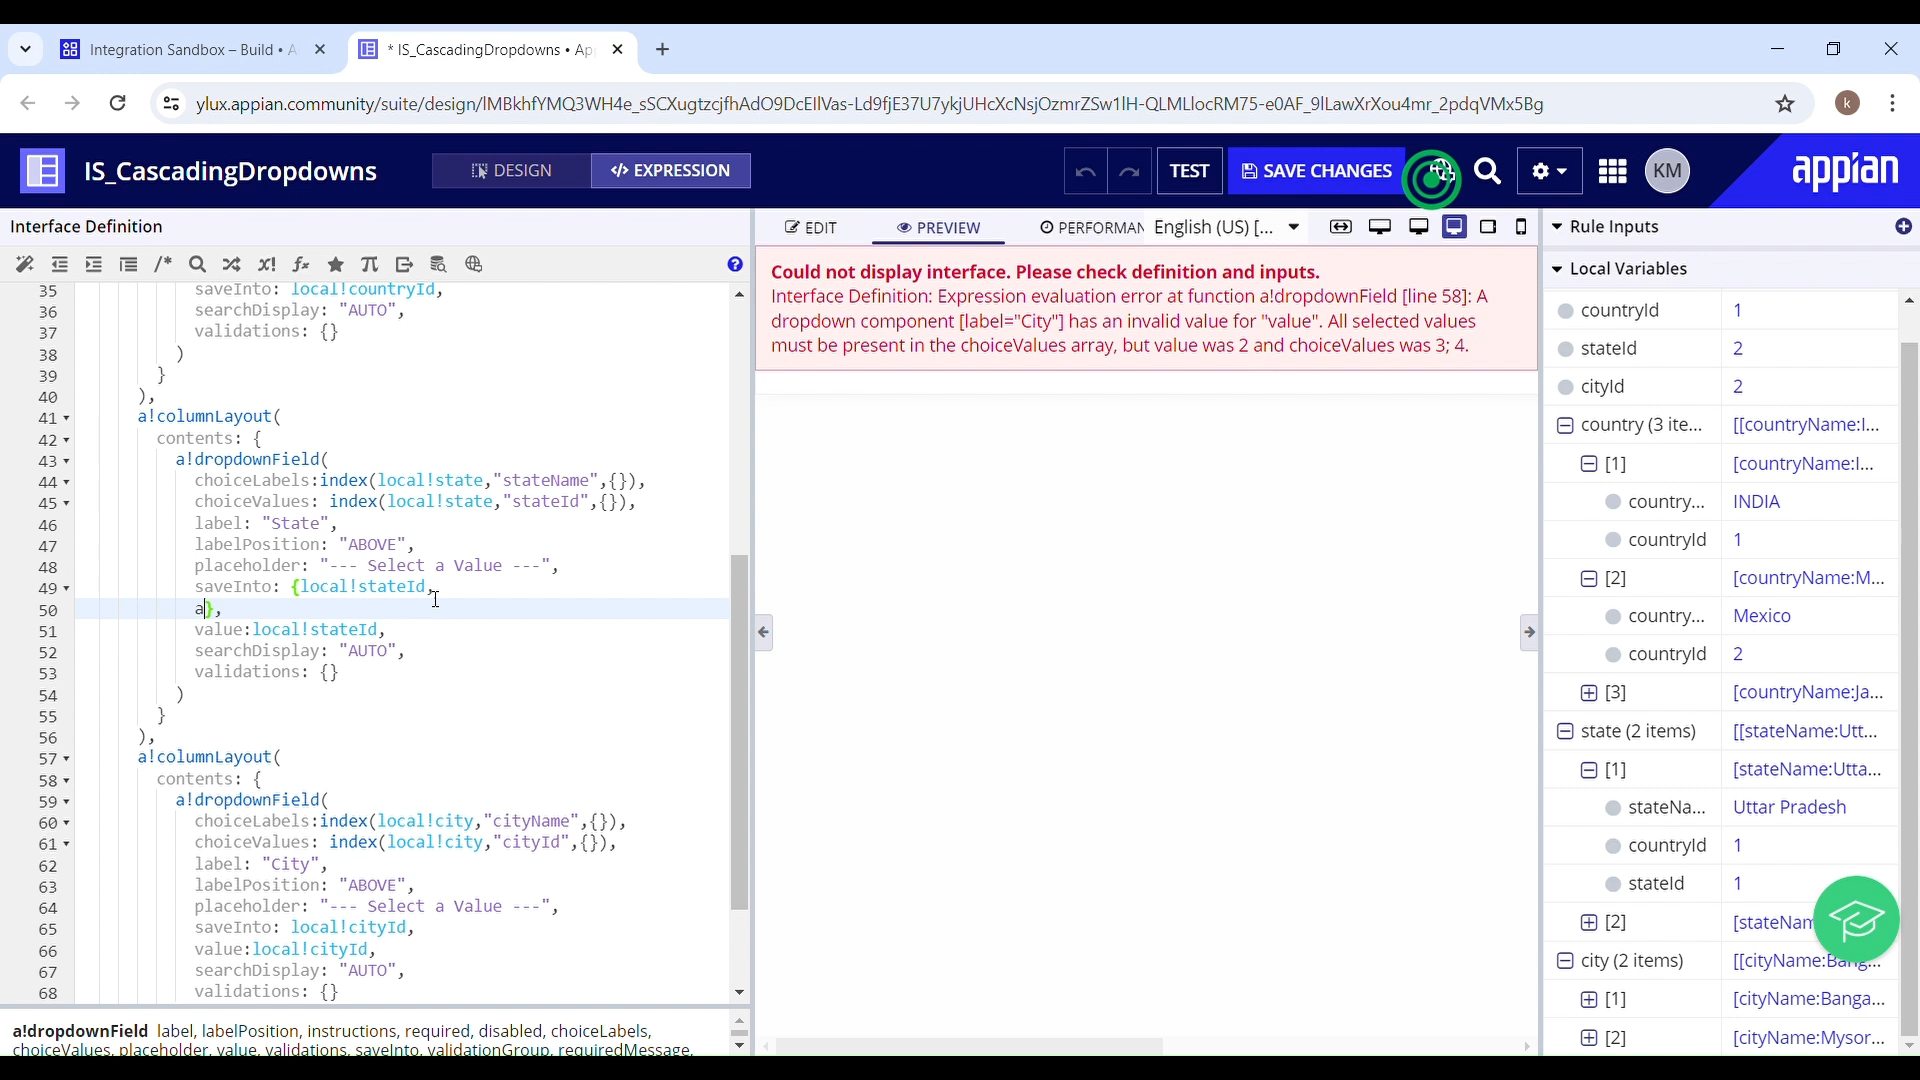 Integration Sandbox – Build • A
* IS_CascadingDropdowns • Ap
ylux.appian.community/suite/design/lMBkhfYMQ3WH4e_sSCXugtzcjfhAdO9DcEIlVas-Ld9fjE37U7ykjUHcXcNsjOzmrZSw1lH-QLMLlocRM75-e0AF_9lLawXrXou4mr_2pdqVMx5Bg
k
IS_CascadingDropdowns
DESIGN
</> EXPRESSION
TEST
SAVE CHANGES
KM
appian
Interface Definition
EDIT
PREVIEW
PERFORMAN
English (US) [...
Rule Inputs
Local Variables
35 saveInto: local!countryId,
36 searchDisplay: "AUTO",
37 validations: {}
38 )
39 }
40 ),
41 a!columnLayout(
42 contents: {
43 a!dropdownField(
44 choiceLabels:index(local!state,"stateName",{}),
45 choiceValues: index(local!state,"stateId",{}),
46 label: "State",
47 labelPosition: "ABOVE",
48 placeholder: "--- Select a Value ---",
49 saveInto: {local!stateId,
50 a},
51 value:local!stateId,
52 searchDisplay: "AUTO",
53 validations: {}
54 )
55 }
56 ),
57 a!columnLayout(
58 contents: {
59 a!dropdownField(
60 choiceLabels:index(local!city,"cityName",{}),
61 choiceValues: index(local!city,"cityId",{}),
62 label: "City",
63 labelPosition: "ABOVE",
64 placeholder: "--- Select a Value ---",
65 saveInto: local!cityId,
66 value:local!cityId,
67 searchDisplay: "AUTO",
68 validations: {}
a!dropdownField label, labelPosition, instructions, required, disabled, choiceLabels,
choiceValues, placeholder, value, validations, saveInto, validationGroup, requiredMessage,
Could not display interface. Please check definition and inputs.
Interface Definition: Expression evaluation error at function a!dropdownField [line 58]: A
dropdown component [label="City"] has an invalid value for "value". All selected values
must be present in the choiceValues array, but value was 2 and choiceValues was 3; 4.
countryId 1
stateId 2
cityId 2
country (3 ite... [[countryName:I...
[1] [countryName:I...
country... INDIA
countryId 1
[2] [countryName:M...
country... Mexico
countryId 2
[3] [countryName:Ja...
state (2 items) [[stateName:Utt...
[1] [stateName:Utta...
stateNa... Uttar Pradesh
countryId 1
stateId 1
[2] [stateNam
city (2 items) [[cityName:Bang...
[1] [cityName:Banga...
[2] [cityName:Mysor...